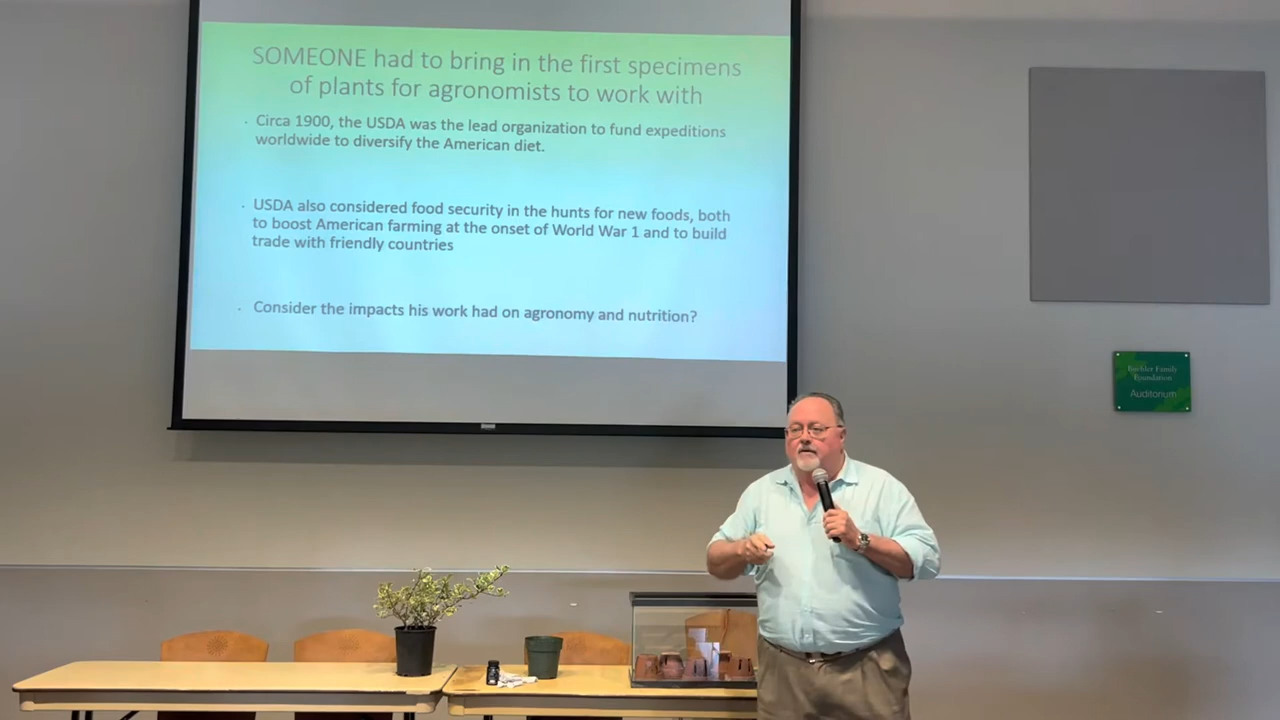 SOMEONE had to bring in the first specimens
of plants for agronomists to work with
Circa 1900, the USDA was the lead organization to fund expeditions
worldwide to diversify the American diet.
USDA also considered food security in the hunts for new foods, both
to boost American farming at the onset of World War 1 and to build
trade with friendly countries
Consider the impacts his work had on agronomy and nutrition?
Family
Foundation
Auditorium